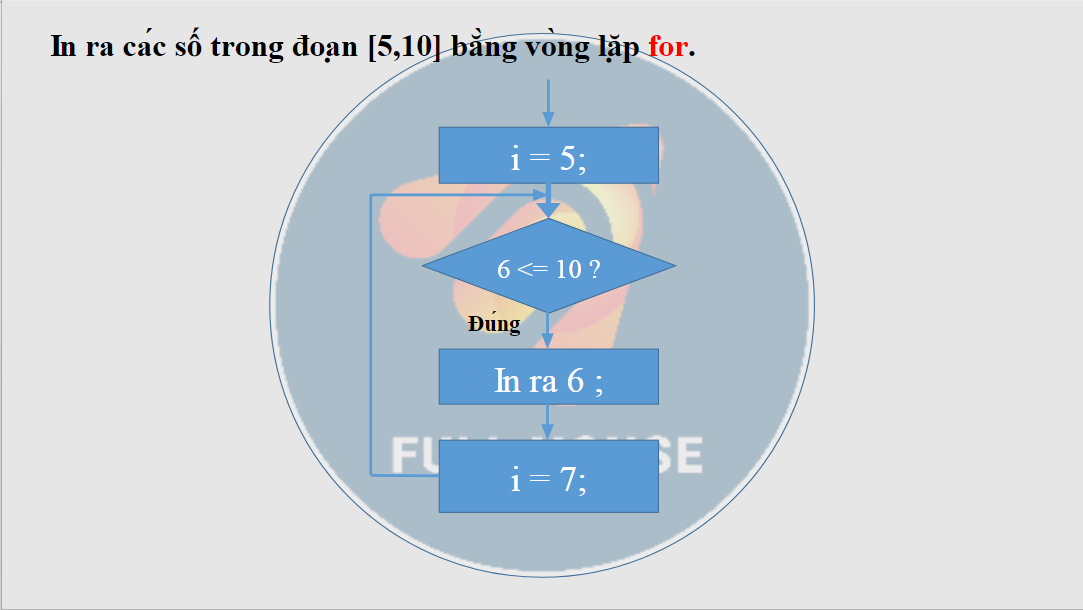 In ra các số trong đoạn [5,10] bằng vòng lặp for.
i = 5;
6 <= 10 ?
Đúng
In ra 6 ;
i = 7;